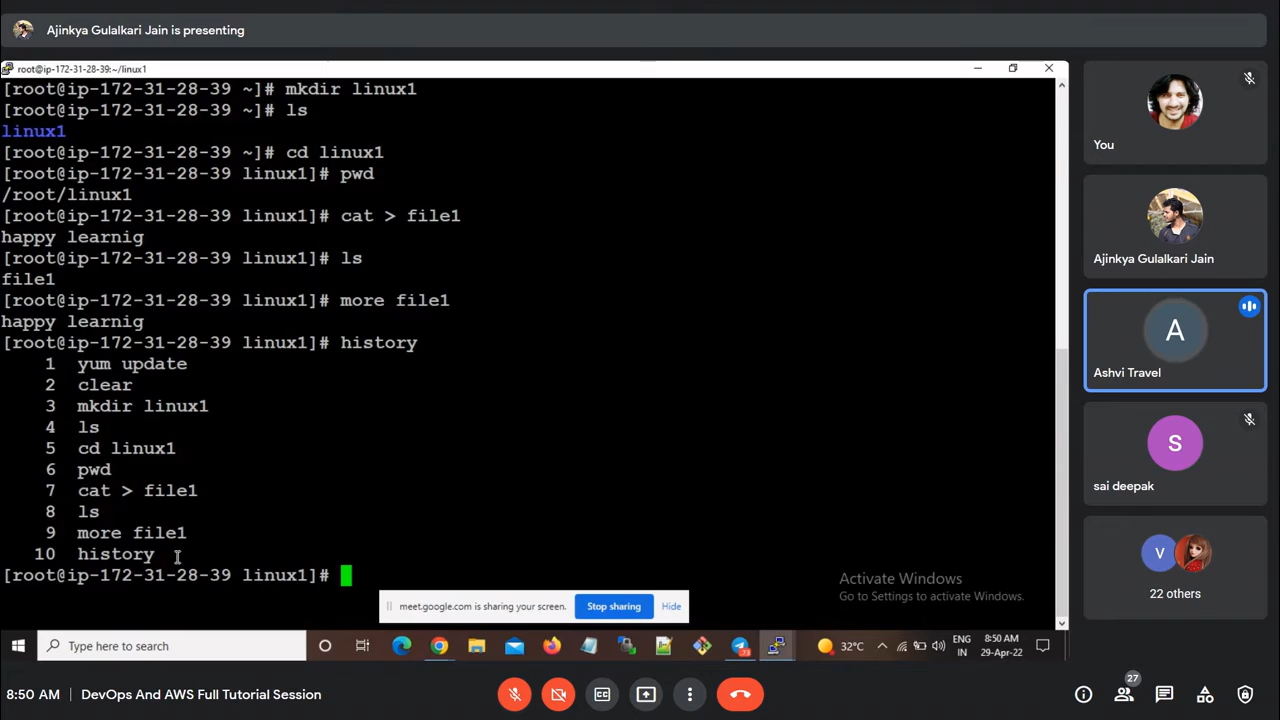 Ajinkya Gulalkari Jain is presenting
root@ip-172-31-28-39:~/linux1
[root@ip-172-31-28-39 ~]# mkdir linux1
[root@ip-172-31-28-39 ~]# ls
linux1
[root@ip-172-31-28-39 ~]# cd linux1
[root@ip-172-31-28-39 linux1]# pwd
/root/linux1
[root@ip-172-31-28-39 linux1]# cat > file1
happy learnig
[root@ip-172-31-28-39 linux1]# ls
file1
[root@ip-172-31-28-39 linux1]# more file1
happy learnig
[root@ip-172-31-28-39 linux1]# history
1 yum update
2 clear
3 mkdir linux1
4 ls
5 cd linux1
6 pwd
7 cat > file1
8 ls
9 more file1
10 history
[root@ip-172-31-28-39 linux1]#
Activate Windows
Go to Settings to activate Windows.
meet.google.com is sharing your screen. Stop sharing Hide
Type here to search
32°C
ENG
IN
8:50 AM
29-Apr-22
You
Ajinkya Gulalkari Jain
A
Ashvi Travel
S
sai deepak
V
22 others
8:50 AM | DevOps And AWS Full Tutorial Session
27